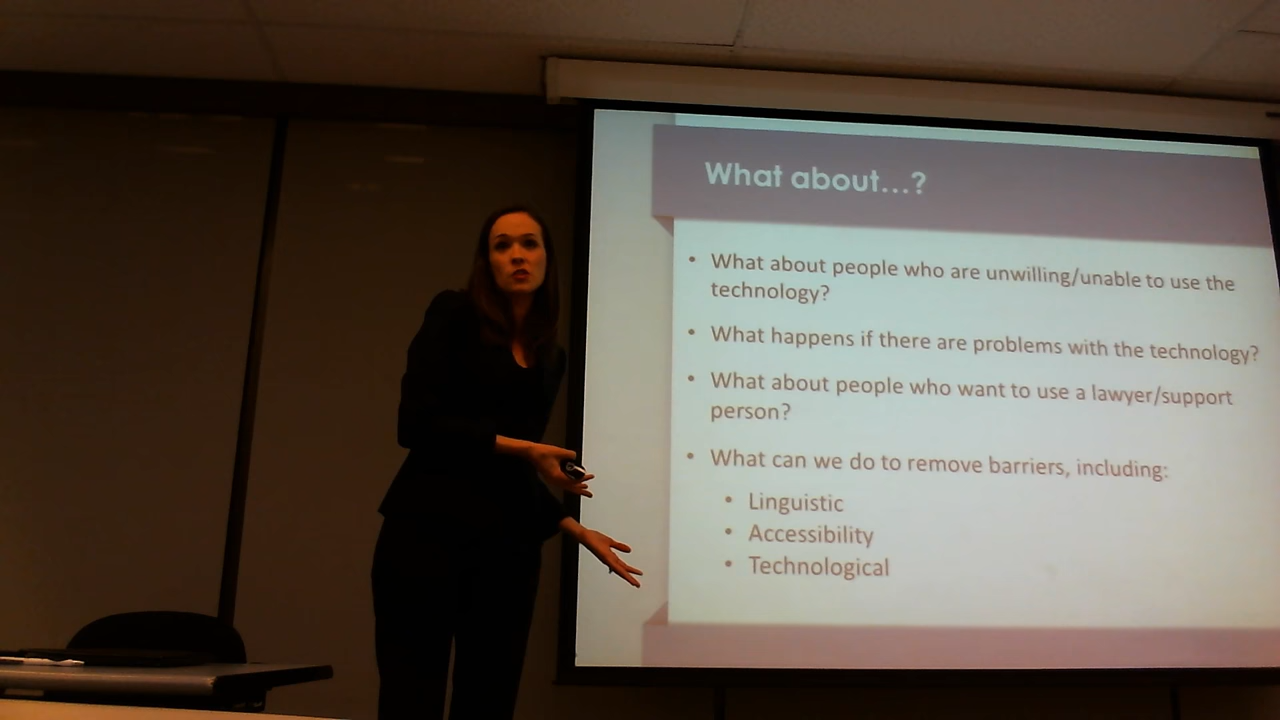 What about...?
• What about people who are unwilling/unable to use the
technology?
• What happens if there are problems with the technology?
• What about people who want to use a lawyer/support
person?
• What can we do to remove barriers, including:
• Linguistic
• Accessibility
• Technological